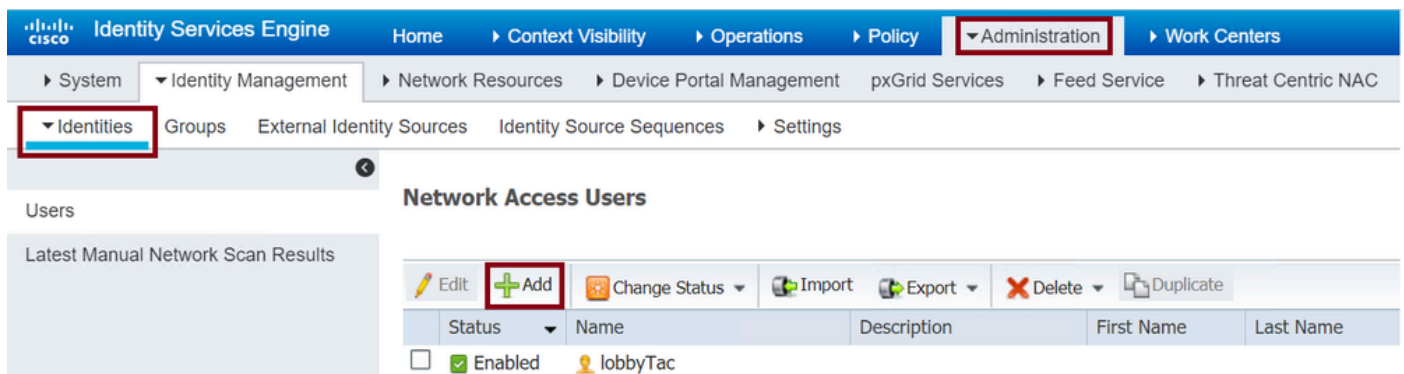 cisco Identity Services Engine Home Context Visibility Operations Policy Administration Work Centers
System Identity Management Network Resources Device Portal Management pxGrid Services Feed Service Threat Centric NAC
Identities Groups External Identity Sources Identity Source Sequences Settings
Users
Latest Manual Network Scan Results
Network Access Users
Edit Add Change Status Import Export Delete Duplicate
Status Name Description First Name Last Name
Enabled lobbyTac